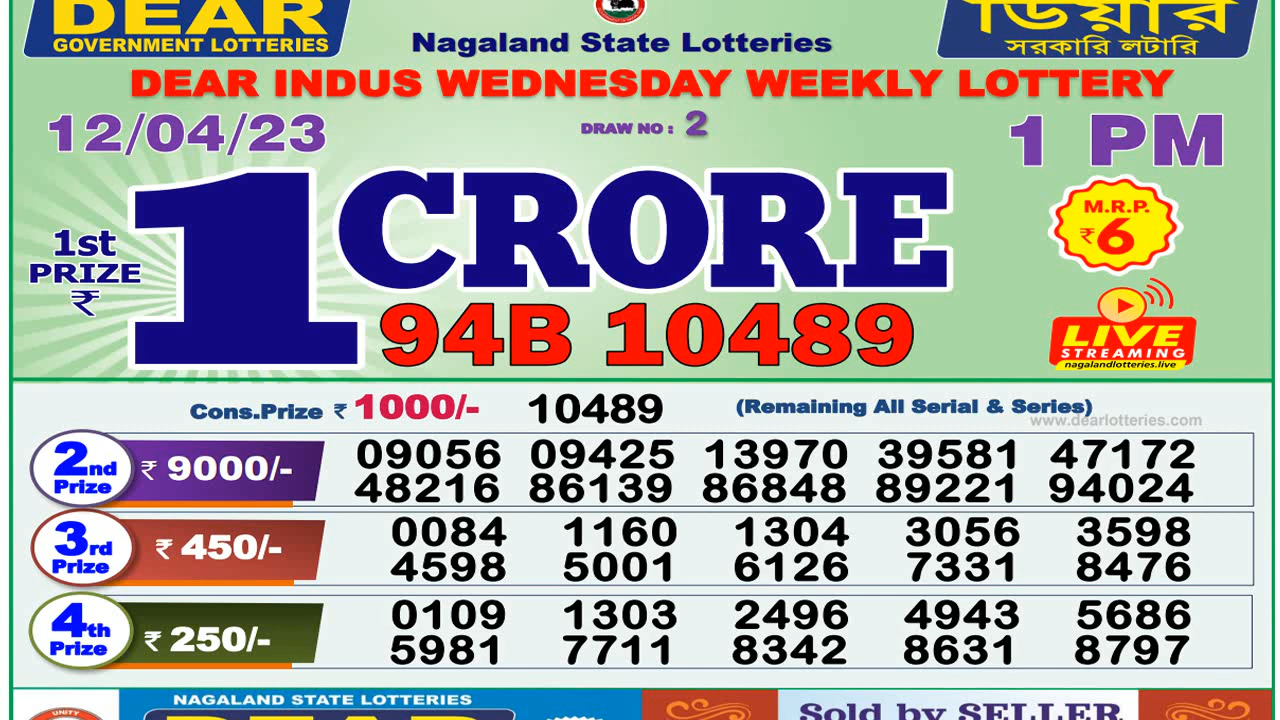 DEAR
GOVERNMENT LOTTERIES
Nagaland State Lotteries
ডিয়ার
সরকারি লটারি
DEAR INDUS WEDNESDAY WEEKLY LOTTERY
12/04/23
DRAW NO : 2
1 PM
1st
PRIZE
₹
1 CRORE
M.R.P.
₹ 6
94B 10489
LIVE
STREAMING
nagalandlotteries.live
Cons.Prize ₹ 1000/- 10489 (Remaining All Serial & Series)
www.dearlotteries.com
2nd Prize ₹ 9000/-
09056 09425 13970 39581 47172
48216 86139 86848 89221 94024
3rd Prize ₹ 450/-
0084 1160 1304 3056 3598
4598 5001 6126 7331 8476
4th Prize ₹ 250/-
0109 1303 2496 4943 5686
5981 7711 8342 8631 8797
UNITY
NAGALAND STATE LOTTERIES
DEAR
Sold by SELLER